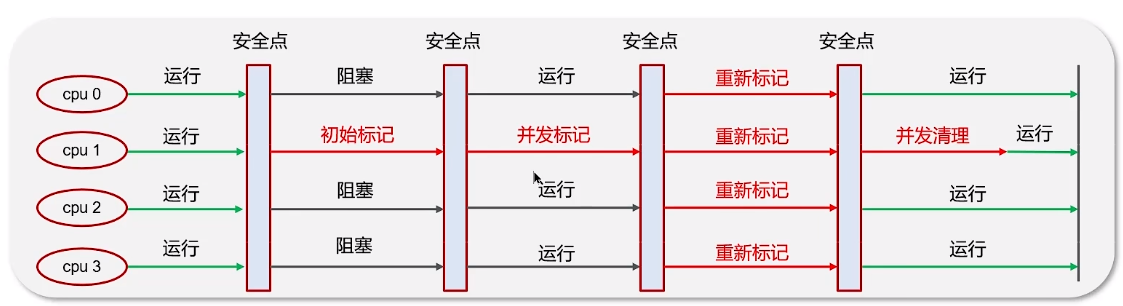 安全点 安全点 安全点 安全点
运行 阻塞 运行 重新标记 运行
cpu 0
运行 初始标记 并发标记 重新标记 并发清理 运行
cpu 1
运行 阻塞 运行 重新标记 运行
cpu 2
运行 阻塞 运行 重新标记 运行
cpu 3